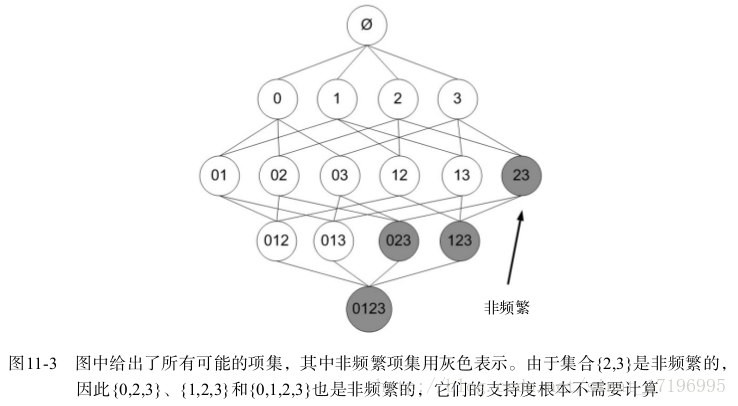 Ø
0 1 2 3
01 02 03 12 13 23
012 013 023 123
0123
非频繁
图11-3 图中给出了所有可能的项集，其中非频繁项集用灰色表示。由于集合{2,3}是非频繁的，
因此{0,2,3}、{1,2,3}和{0,1,2,3}也是非频繁的，它们的支持度根本不需要计算
7196995